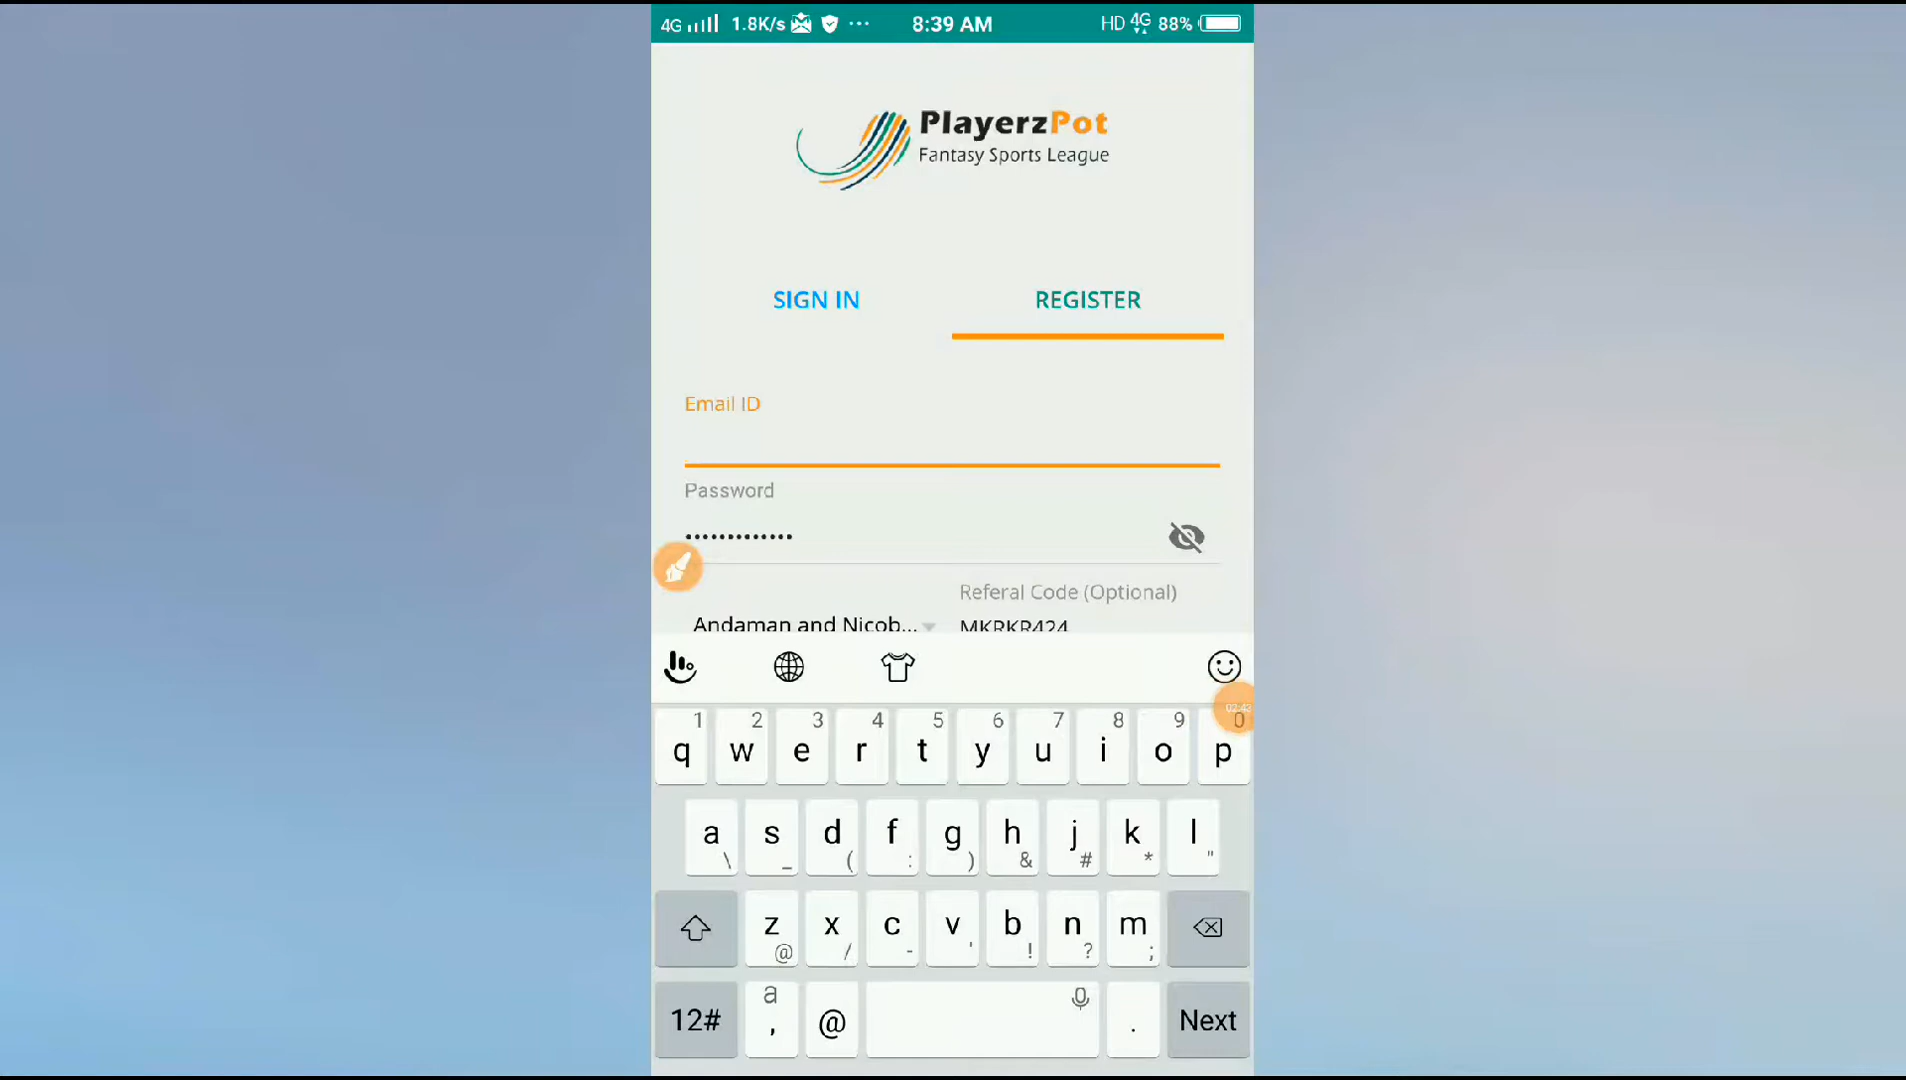 4G 1.8K/s ... 8:39 AM HD 4G 88%
PlayerzPot
Fantasy Sports League
SIGN IN REGISTER
Email ID
Password
•••••••••••••
Referal Code (Optional)
Andaman and Nicob... MKRKR424
02:43
1 2 3 4 5 6 7 8 9 0
q w e r t y u i o p
a s d f g h j k l
\ _ ( : ) & # * "
z x c v b n m
@ / - ' ! ? ;
a
12# , @ . Next